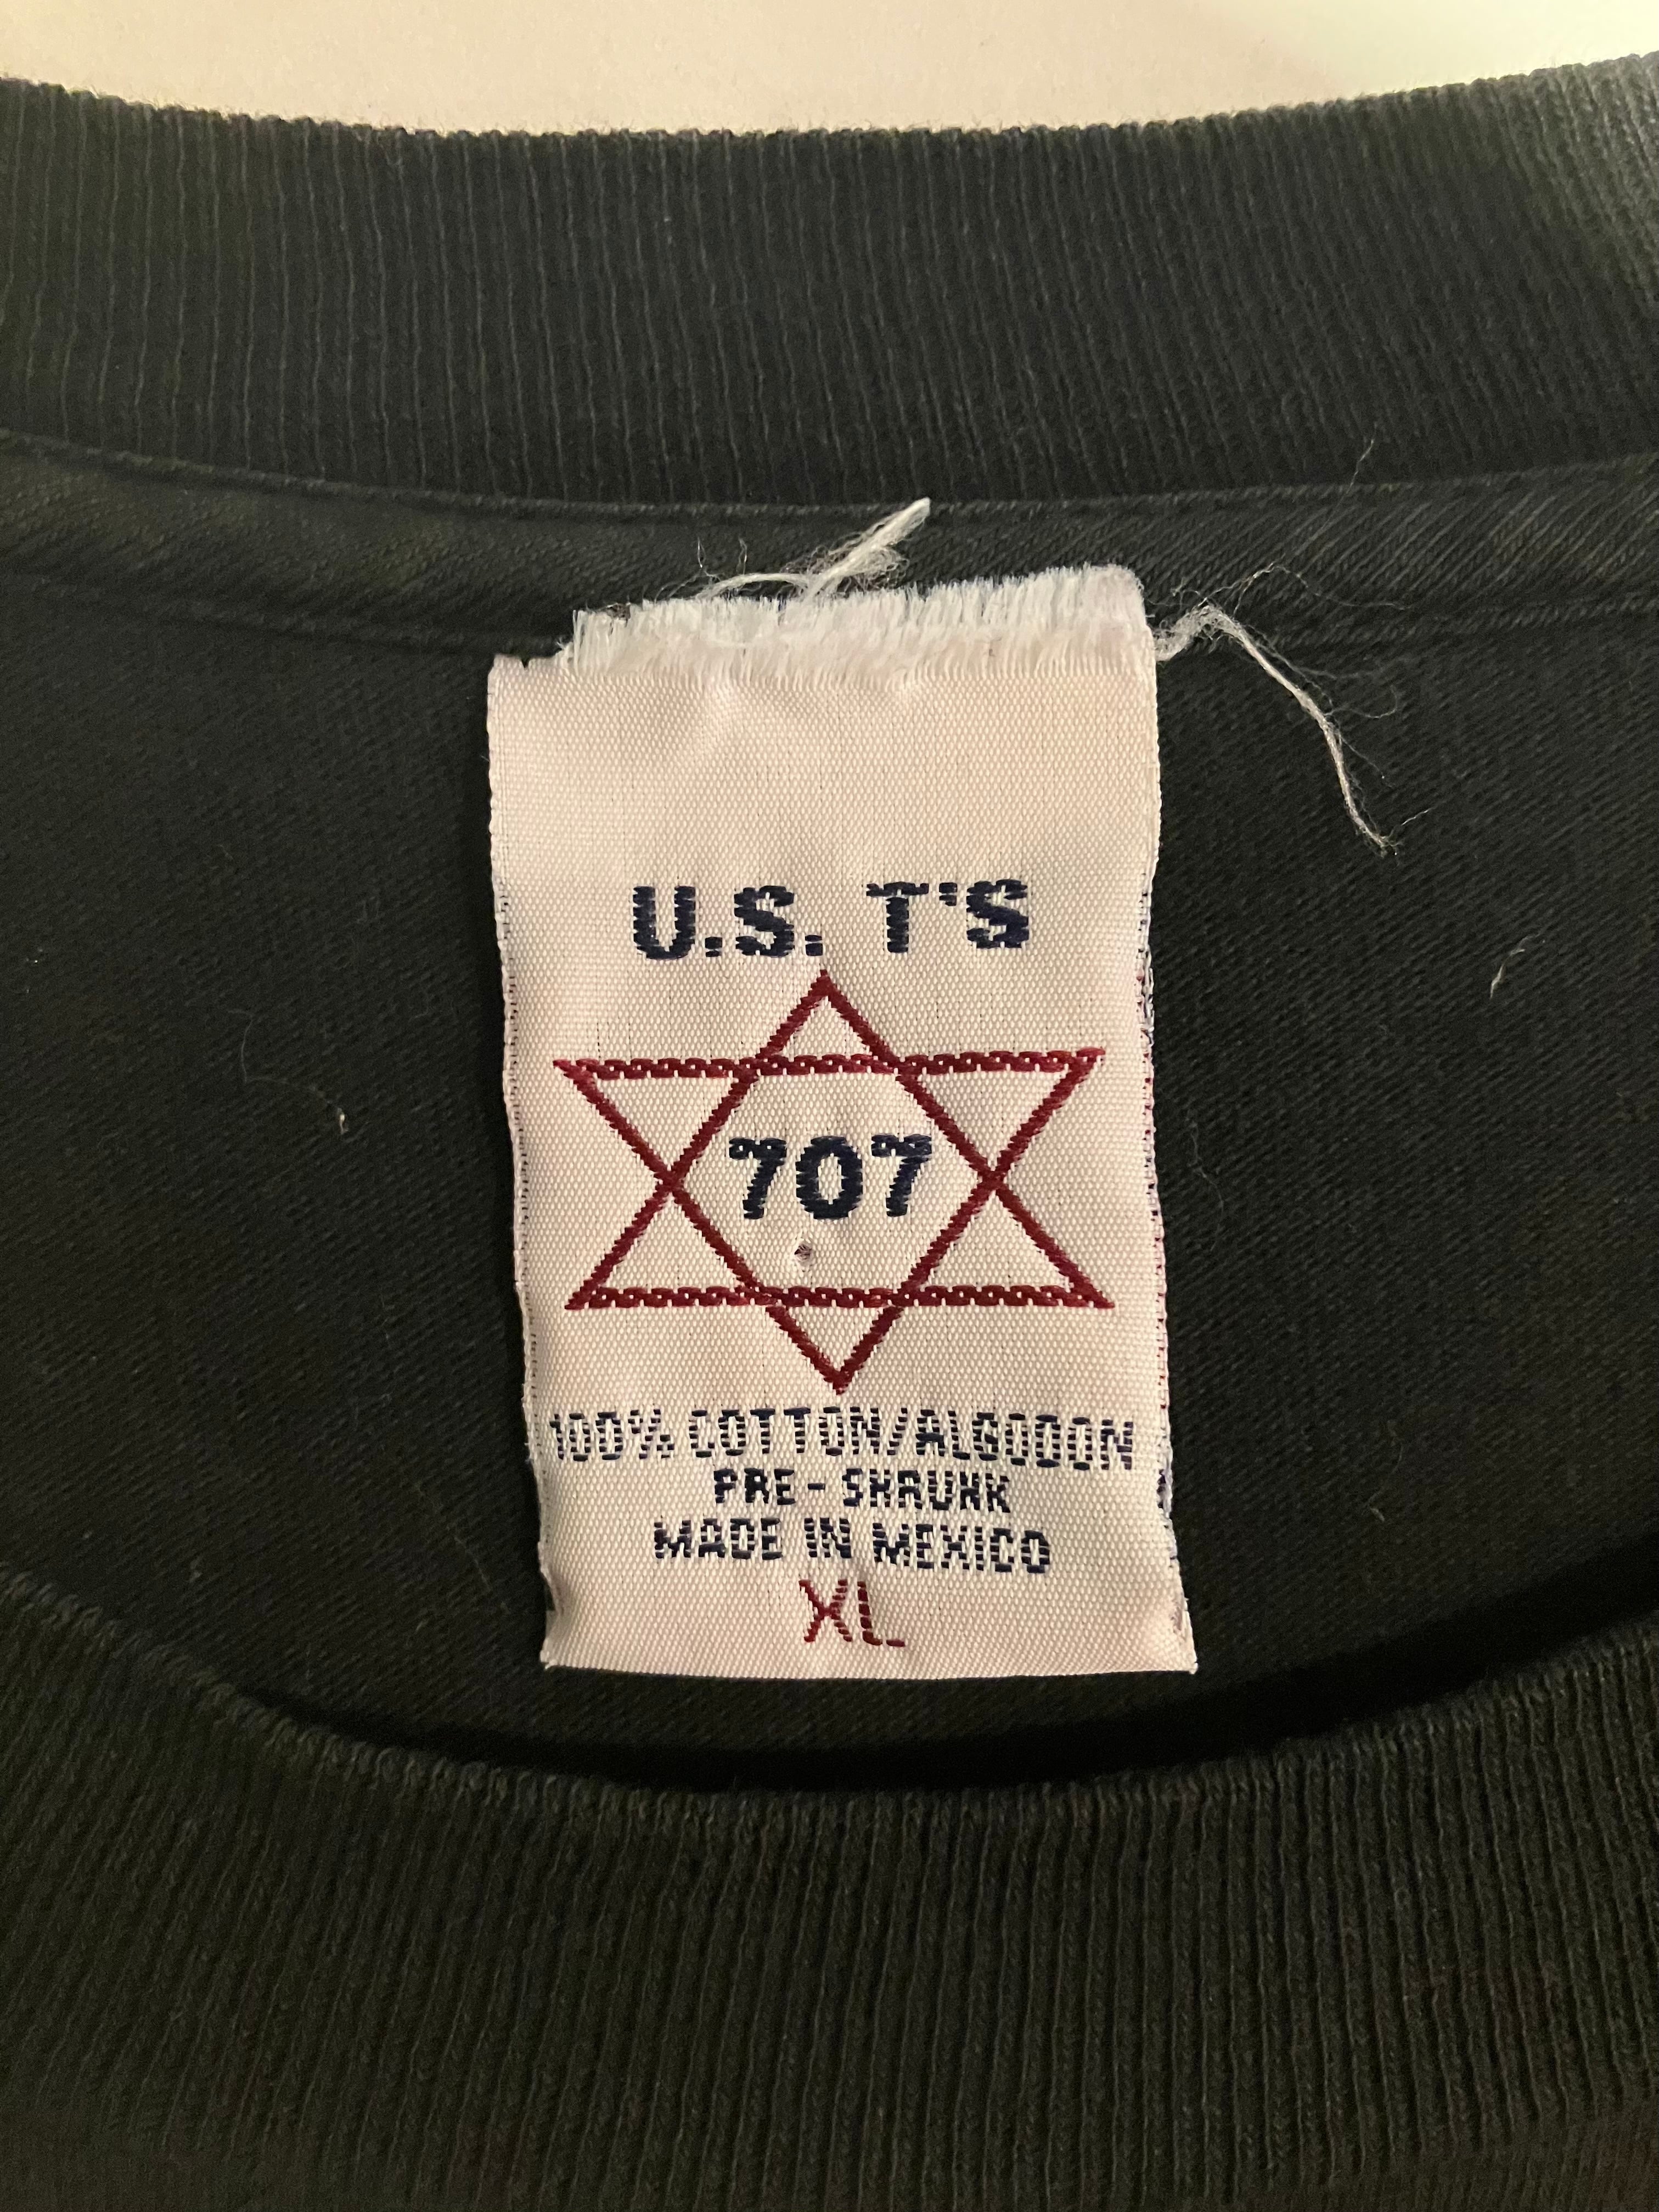 U.S. T'S
707
100% COTTON/ALGODON
PRE-SHRUNK
MADE IN MEXICO
XL